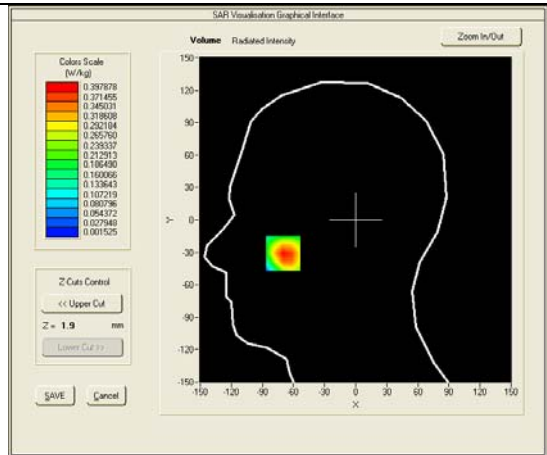 SAR Visualisation Graphical Interface
Volume Radiated Intensity
Zoom In/Out
Colors Scale
(W/kg)
0.397878
0.371455
0.345031
0.318608
0.292184
0.265760
0.239337
0.212913
0.186490
0.160066
0.133643
0.107219
0.080796
0.054372
0.027948
0.001525
Z Cuts Control
<< Upper Cut
Z = 1.9 mm
Lower Cut >>
SAVE Cancel
150
120
90
60
30
0
-30
-60
-90
-120
-150
Y
-150 -120 -90 -60 -30 0 30 60 90 120 150
X